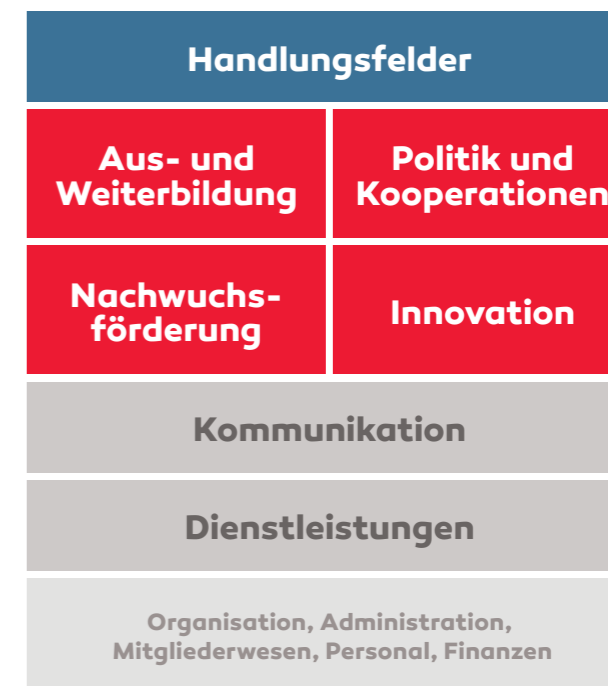 Handlungsfelder
Aus- und
Weiterbildung
Politik und
Kooperationen
Nachwuchs-
förderung
Innovation
Kommunikation
Dienstleistungen
Organisation, Administration,
Mitgliederwesen, Personal, Finanzen